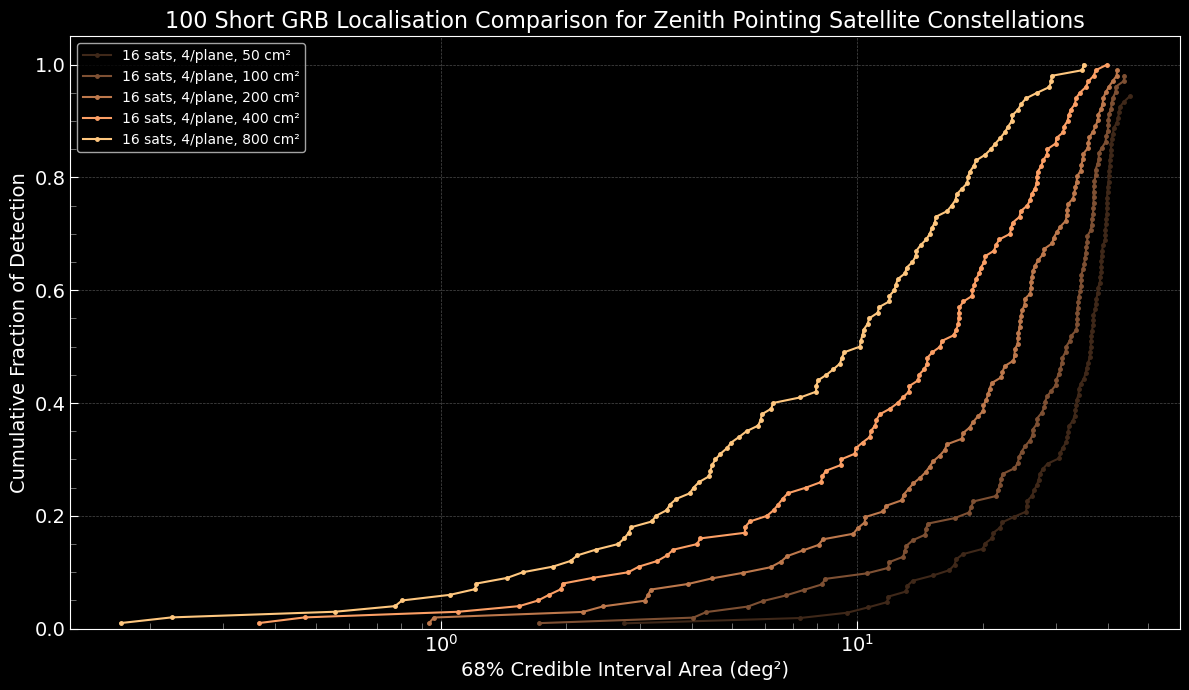 100 Short GRB Localisation Comparison for Zenith Pointing Satellite Constellations
16 sats, 4/plane, 50 cm²
16 sats, 4/plane, 100 cm²
16 sats, 4/plane, 200 cm²
16 sats, 4/plane, 400 cm²
16 sats, 4/plane, 800 cm²
Cumulative Fraction of Detection
1.0
0.8
0.6
0.4
0.2
0.0
10⁰
10¹
68% Credible Interval Area (deg²)